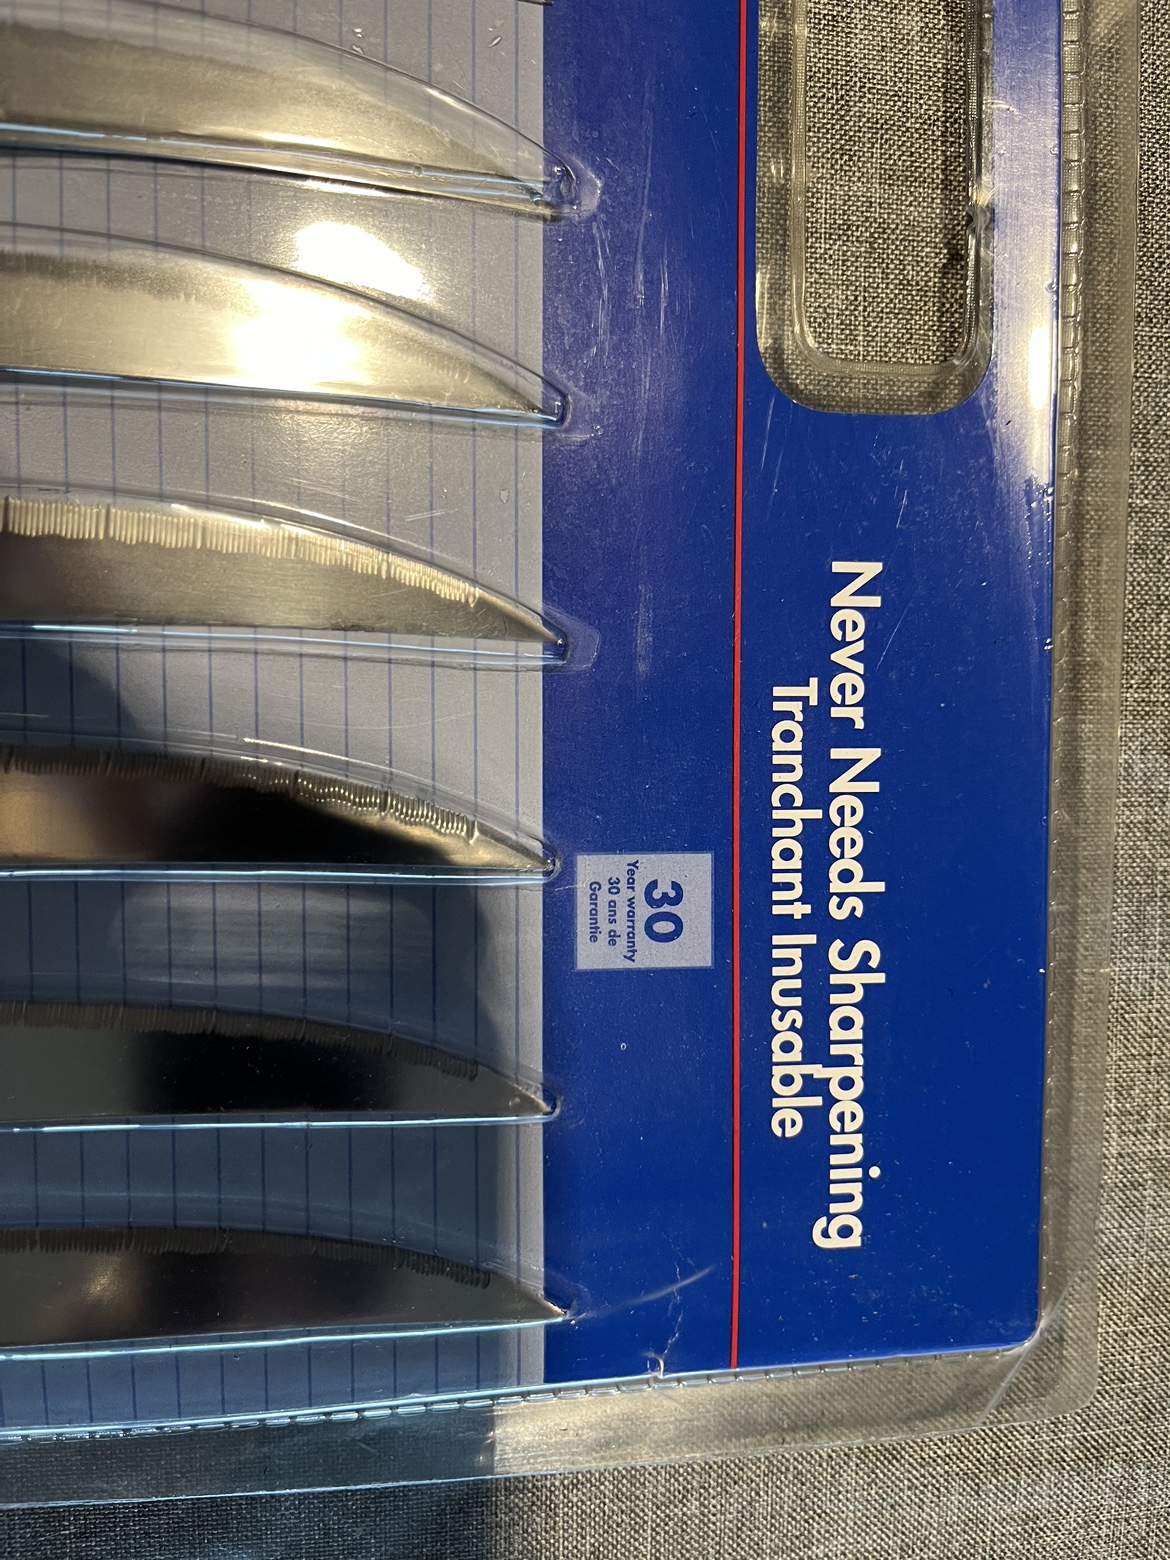 Never Needs Sharpening
Tranchant Inusable
30
Year warranty
30 ans de
Garantie